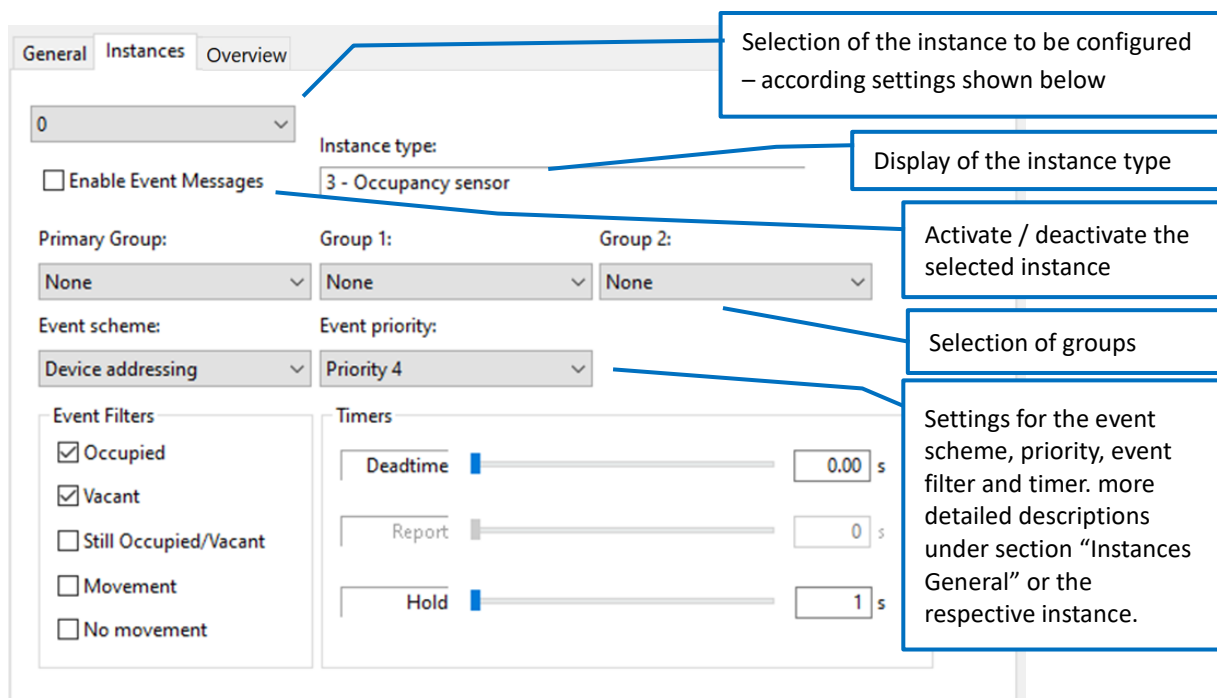 General Instances Overview
Selection of the instance to be configured
– according settings shown below
0
Instance type:
Display of the instance type
Enable Event Messages
3 - Occupancy sensor
Activate / deactivate the
selected instance
Primary Group: Group 1: Group 2:
None None None
Selection of groups
Event scheme: Event priority:
Device addressing Priority 4
Settings for the event
scheme, priority, event
filter and timer. more
detailed descriptions
under section “Instances
General” or the
respective instance.
Event Filters
Occupied
Vacant
Still Occupied/Vacant
Movement
No movement
Timers
Deadtime 0.00 s
Report 0 s
Hold 1 s